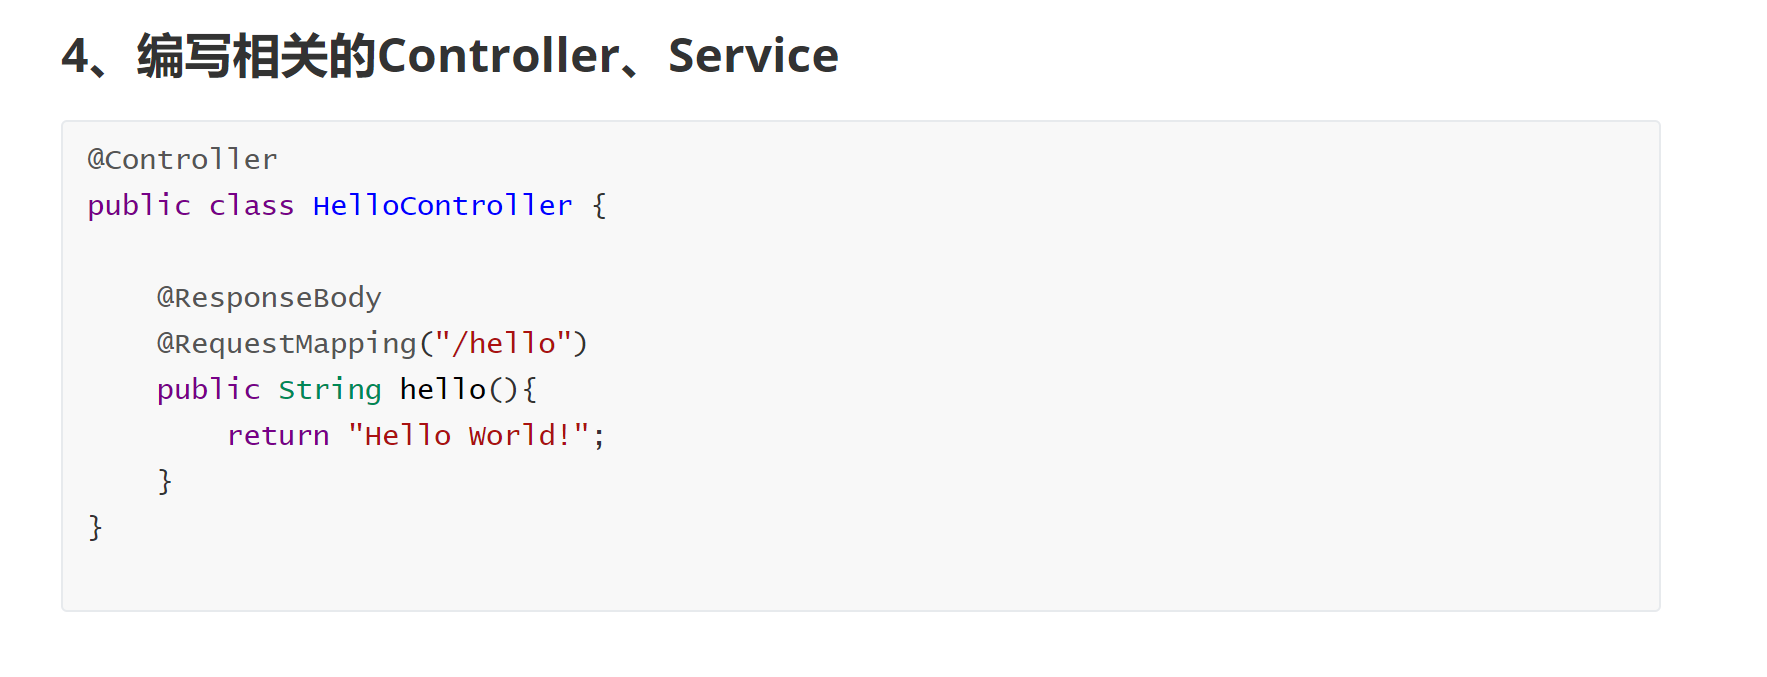 4、编写相关的Controller、Service
@Controller
public class HelloController {
@ResponseBody
@RequestMapping("/hello")
public String hello(){
return "Hello World!";
}
}